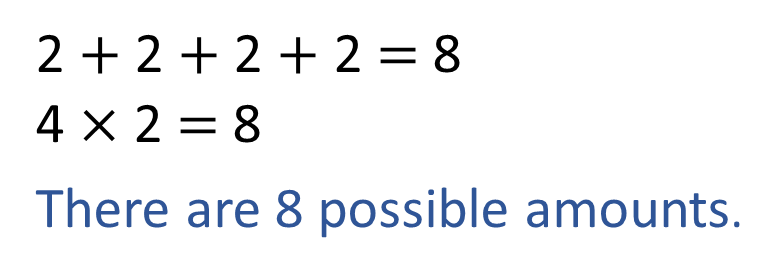 2 + 2 + 2 + 2 = 8
4 × 2 = 8
There are 8 possible amounts.